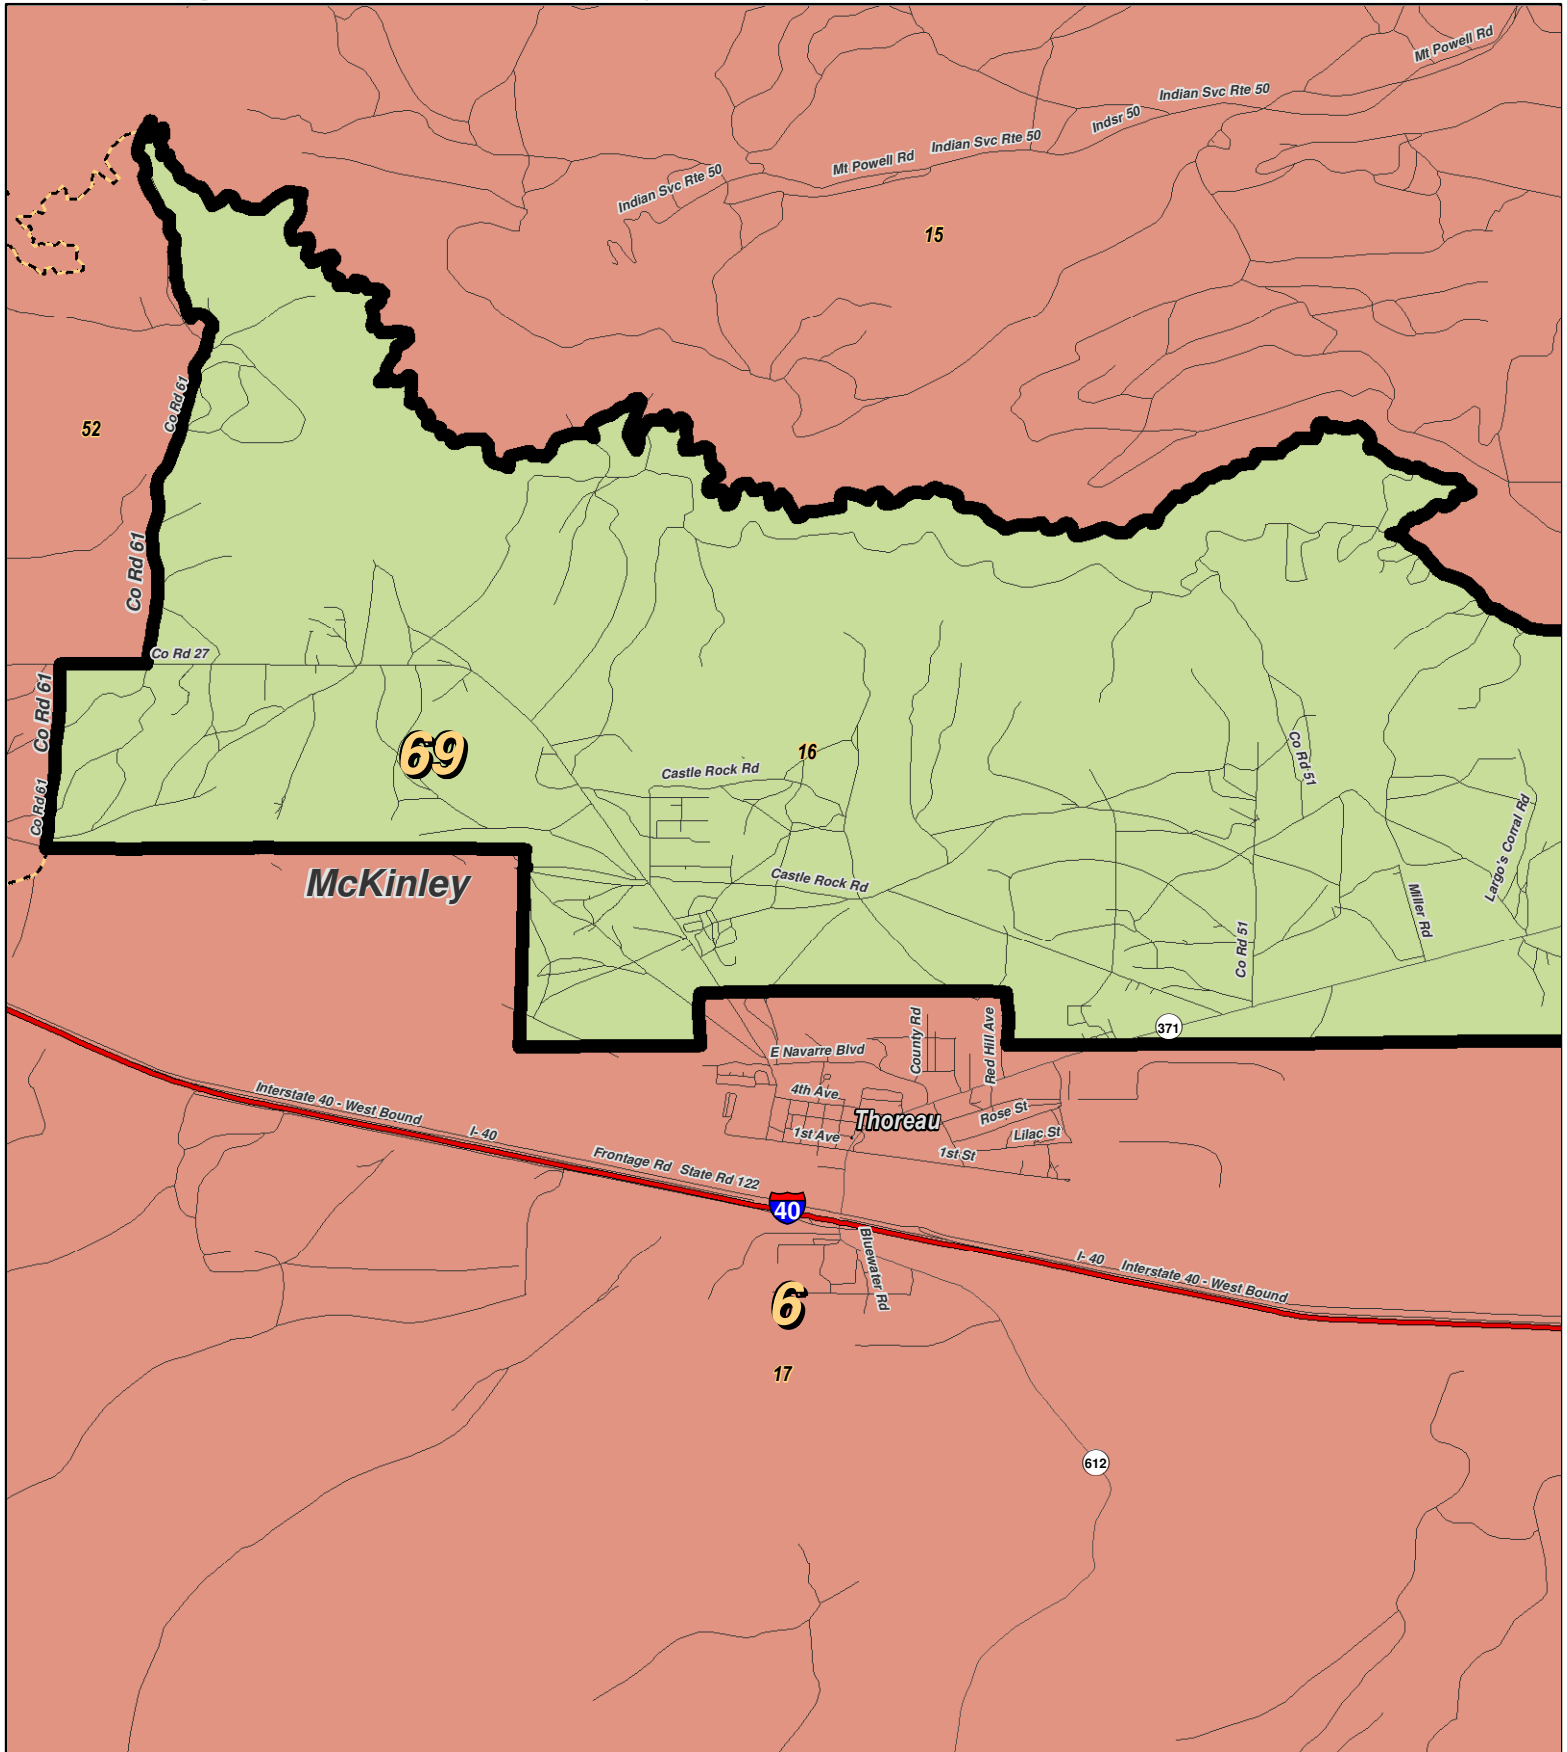 Mt Powell Rd
Indian Svc Rte 50
Indsr 50
Indian Svc Rte 50
Mt Powell Rd
Indian Svc Rte 50
15
Co Rd 61
52
Co Rd 61
Co Rd 27
Co Rd 61
69
16
Castle Rock Rd
Co Rd 51
Co Rd 61
Largo's Corral Rd
McKinley
Castle Rock Rd
Miller Rd
Co Rd 51
371
County Rd
Red Hill Ave
E Navarre Blvd
4th Ave
Interstate 40 - West Bound
I- 40
Thoreau
Rose St
1st Ave
Lilac St
1st St
Frontage Rd State Rd 122
40
Bluewater Rd
I- 40
Interstate 40 - West Bound
6
17
612